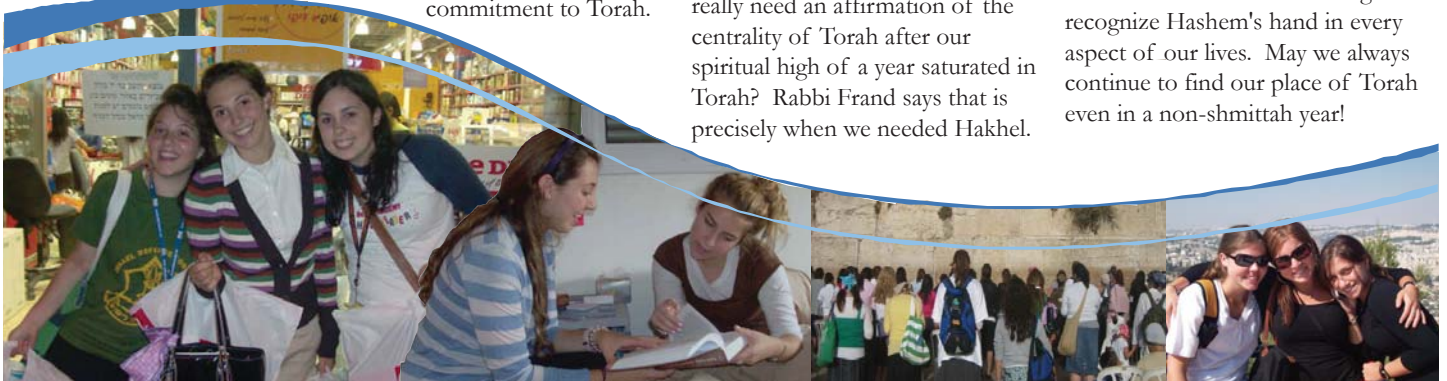 commitment to Torah.
really need an affirmation of the
centrality of Torah after our
spiritual high of a year saturated in
Torah? Rabbi Frand says that is
precisely when we needed Hakhel.
recognize Hashem's hand in every
aspect of our lives. May we always
continue to find our place of Torah
even in a non-shmittah year!